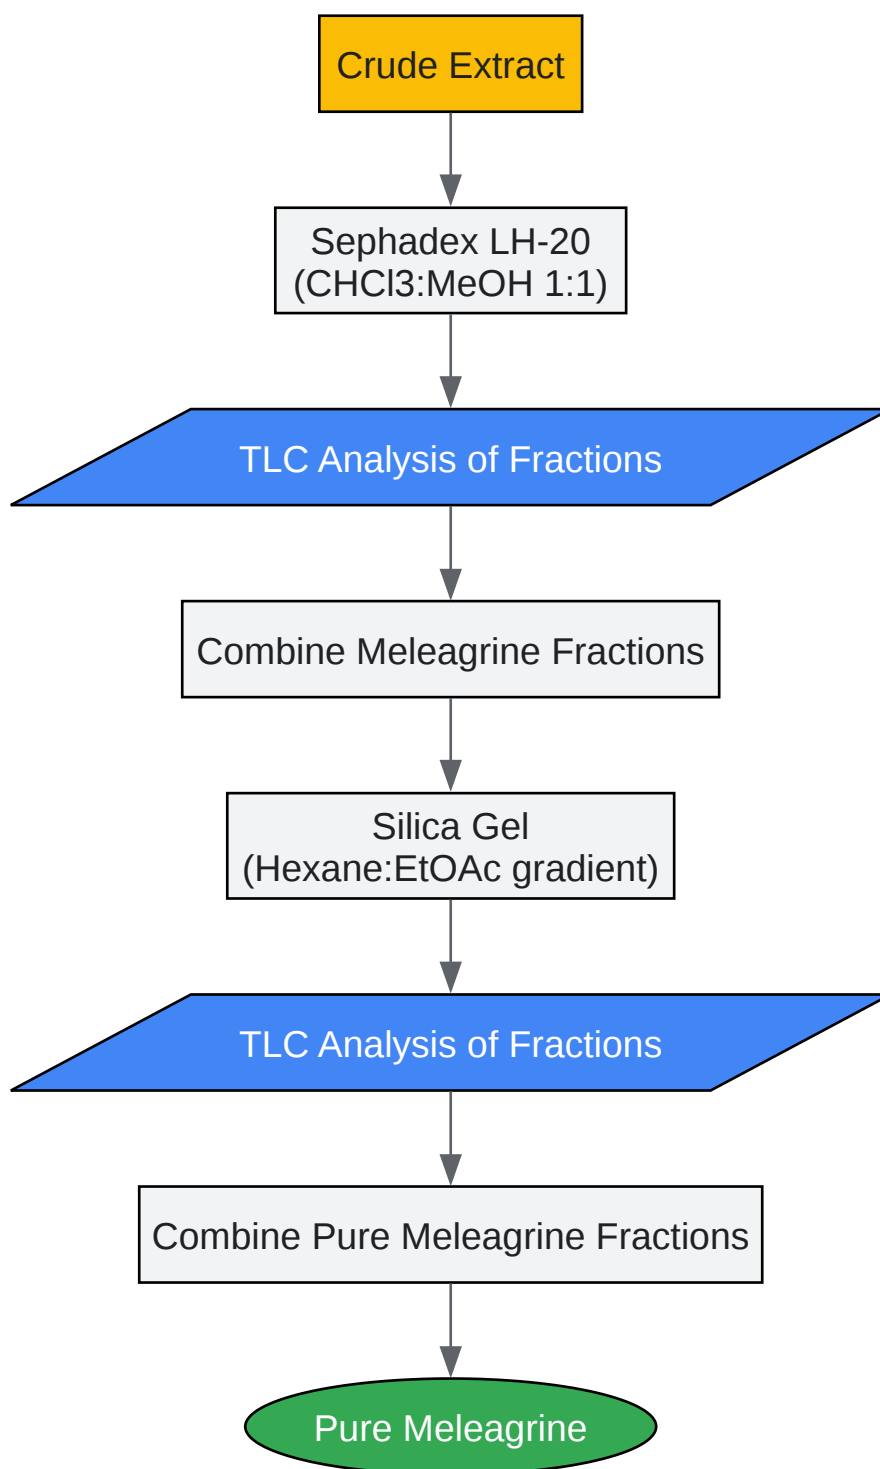 Crude Extract
Sephadex LH-20
(CHCl3:MeOH 1:1)
TLC Analysis of Fractions
Combine Meleagrine Fractions
Silica Gel
(Hexane:EtOAc gradient)
TLC Analysis of Fractions
Combine Pure Meleagrine Fractions
Pure Meleagrine